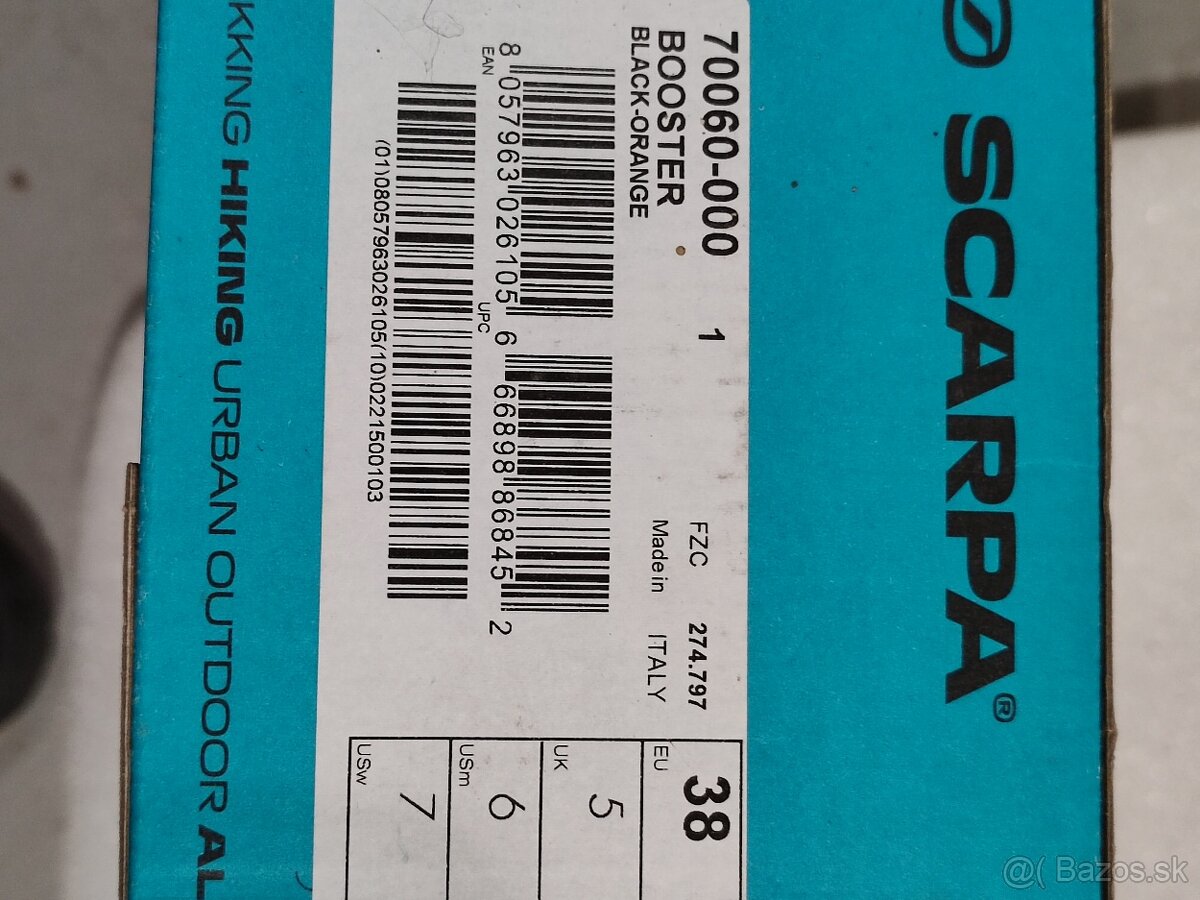 SCARPA®
70060-000 1
BOOSTER
BLACK-ORANGE
FZC 274.797
Made in ITALY
8 057963 026105 6
EAN
UPC
6 66898 86845 2
(01)08057963026105(10)0221500103
EU 38
UK 5
USm 6
USw 7
KKING HIKING URBAN OUTDOOR AL
@( Bazos.sk